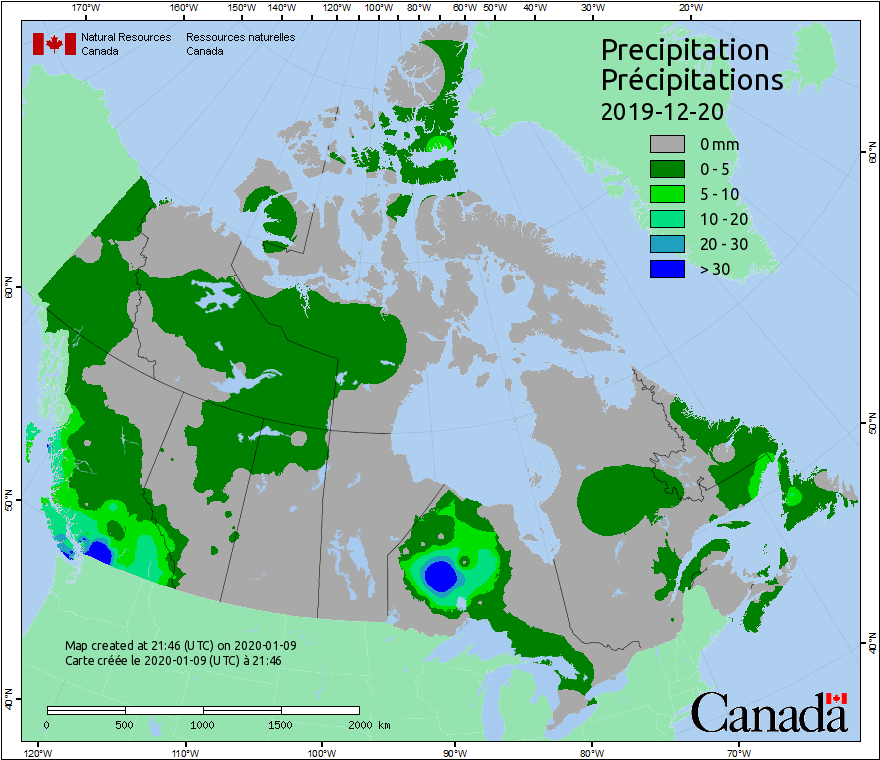 170°W 160°W 150°W 140°W 120°W 100°W 80°W 60°W 50°W 40°W 30°W 20°W
Natural Resources Ressources naturelles
Canada Canada
Precipitation
Précipitations
2019-12-20
0 mm
0 - 5
5 - 10
10 - 20
20 - 30
> 30
60°N
60°N
50°N
50°N
40°N
40°N
Map created at 21:46 (UTC) on 2020-01-09
Carte créée le 2020-01-09 (UTC) à 21:46
0 500 1000 1500 2000 km
Canada
120°W 110°W 100°W 90°W 80°W 70°W